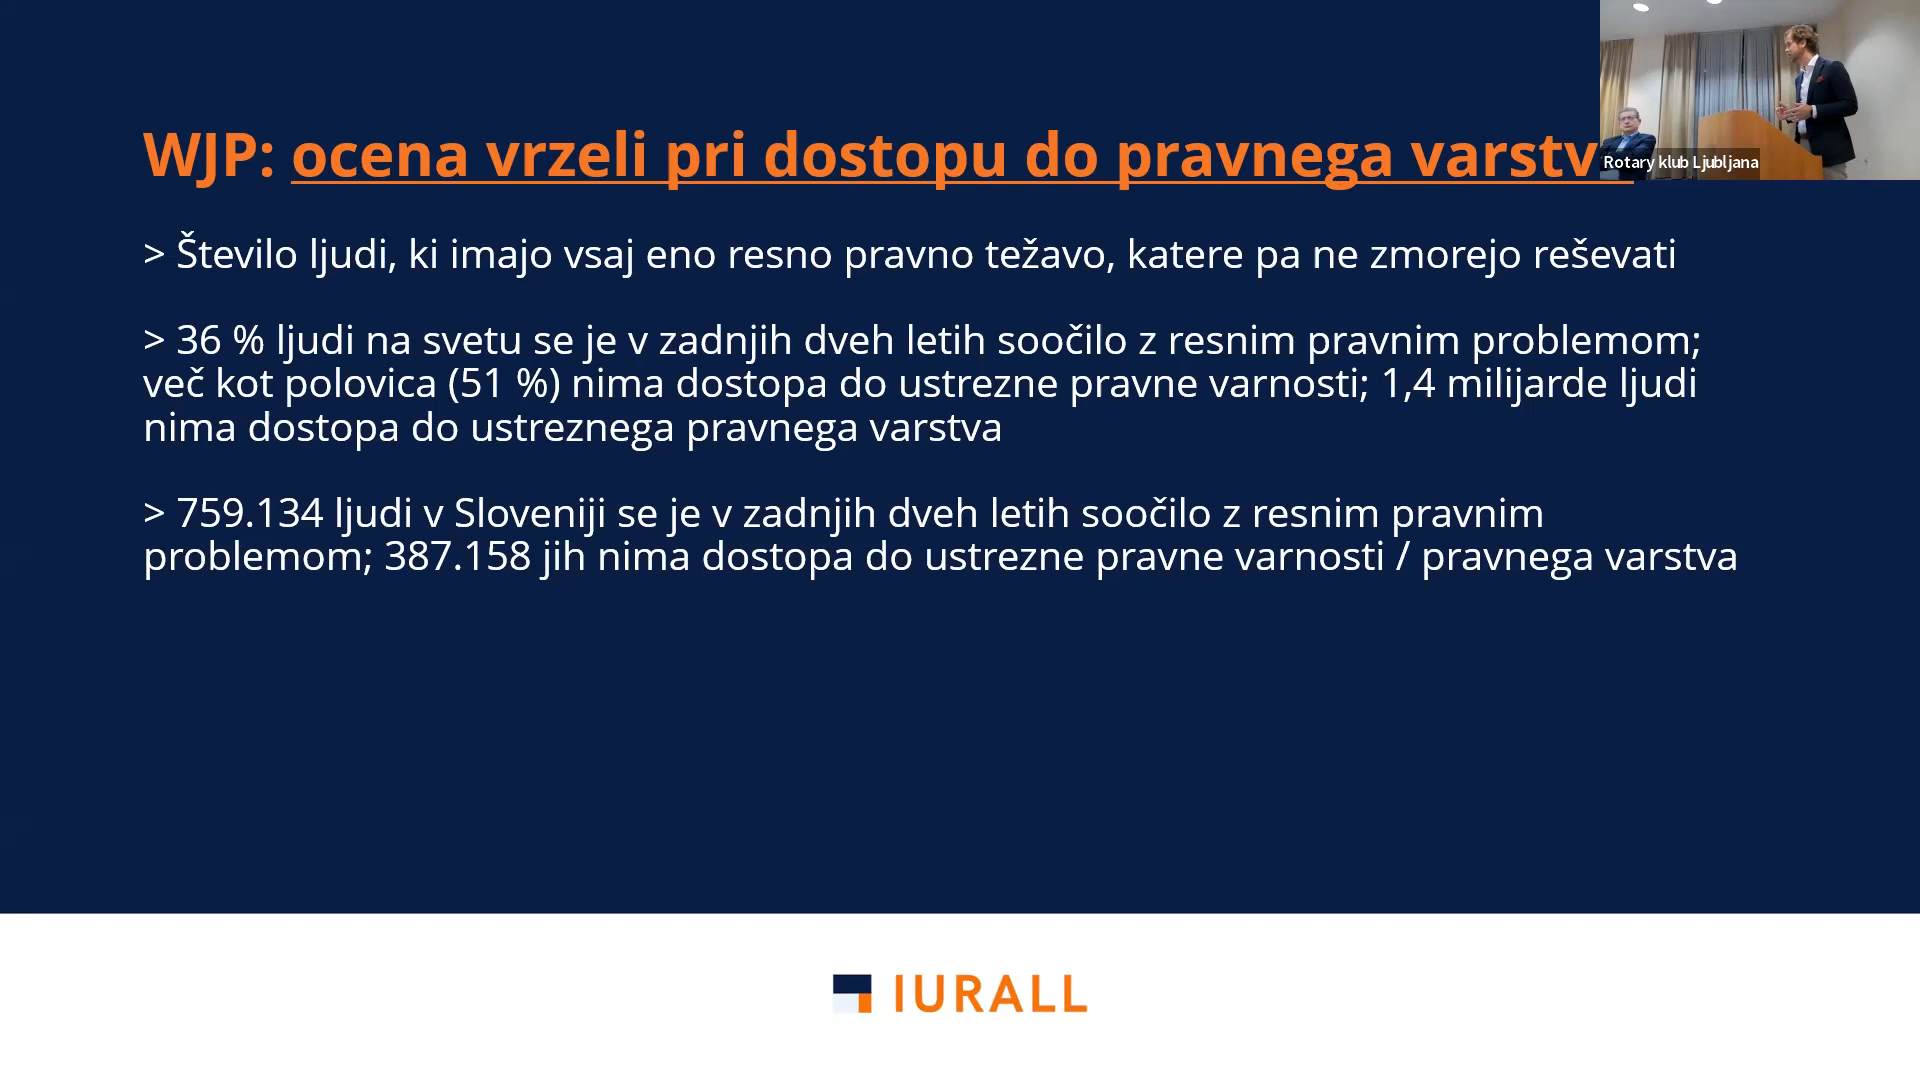 WJP: ocena vrzeli pri dostopu do pravnega varstv
Rotary klub Ljubljana
> Število ljudi, ki imajo vsaj eno resno pravno težavo, katere pa ne zmorejo reševati
> 36 % ljudi na svetu se je v zadnjih dveh letih soočilo z resnim pravnim problemom;
več kot polovica (51 %) nima dostopa do ustrezne pravne varnosti; 1,4 milijarde ljudi
nima dostopa do ustreznega pravnega varstva
> 759.134 ljudi v Sloveniji se je v zadnjih dveh letih soočilo z resnim pravnim
problemom; 387.158 jih nima dostopa do ustrezne pravne varnosti / pravnega varstva
IURALL